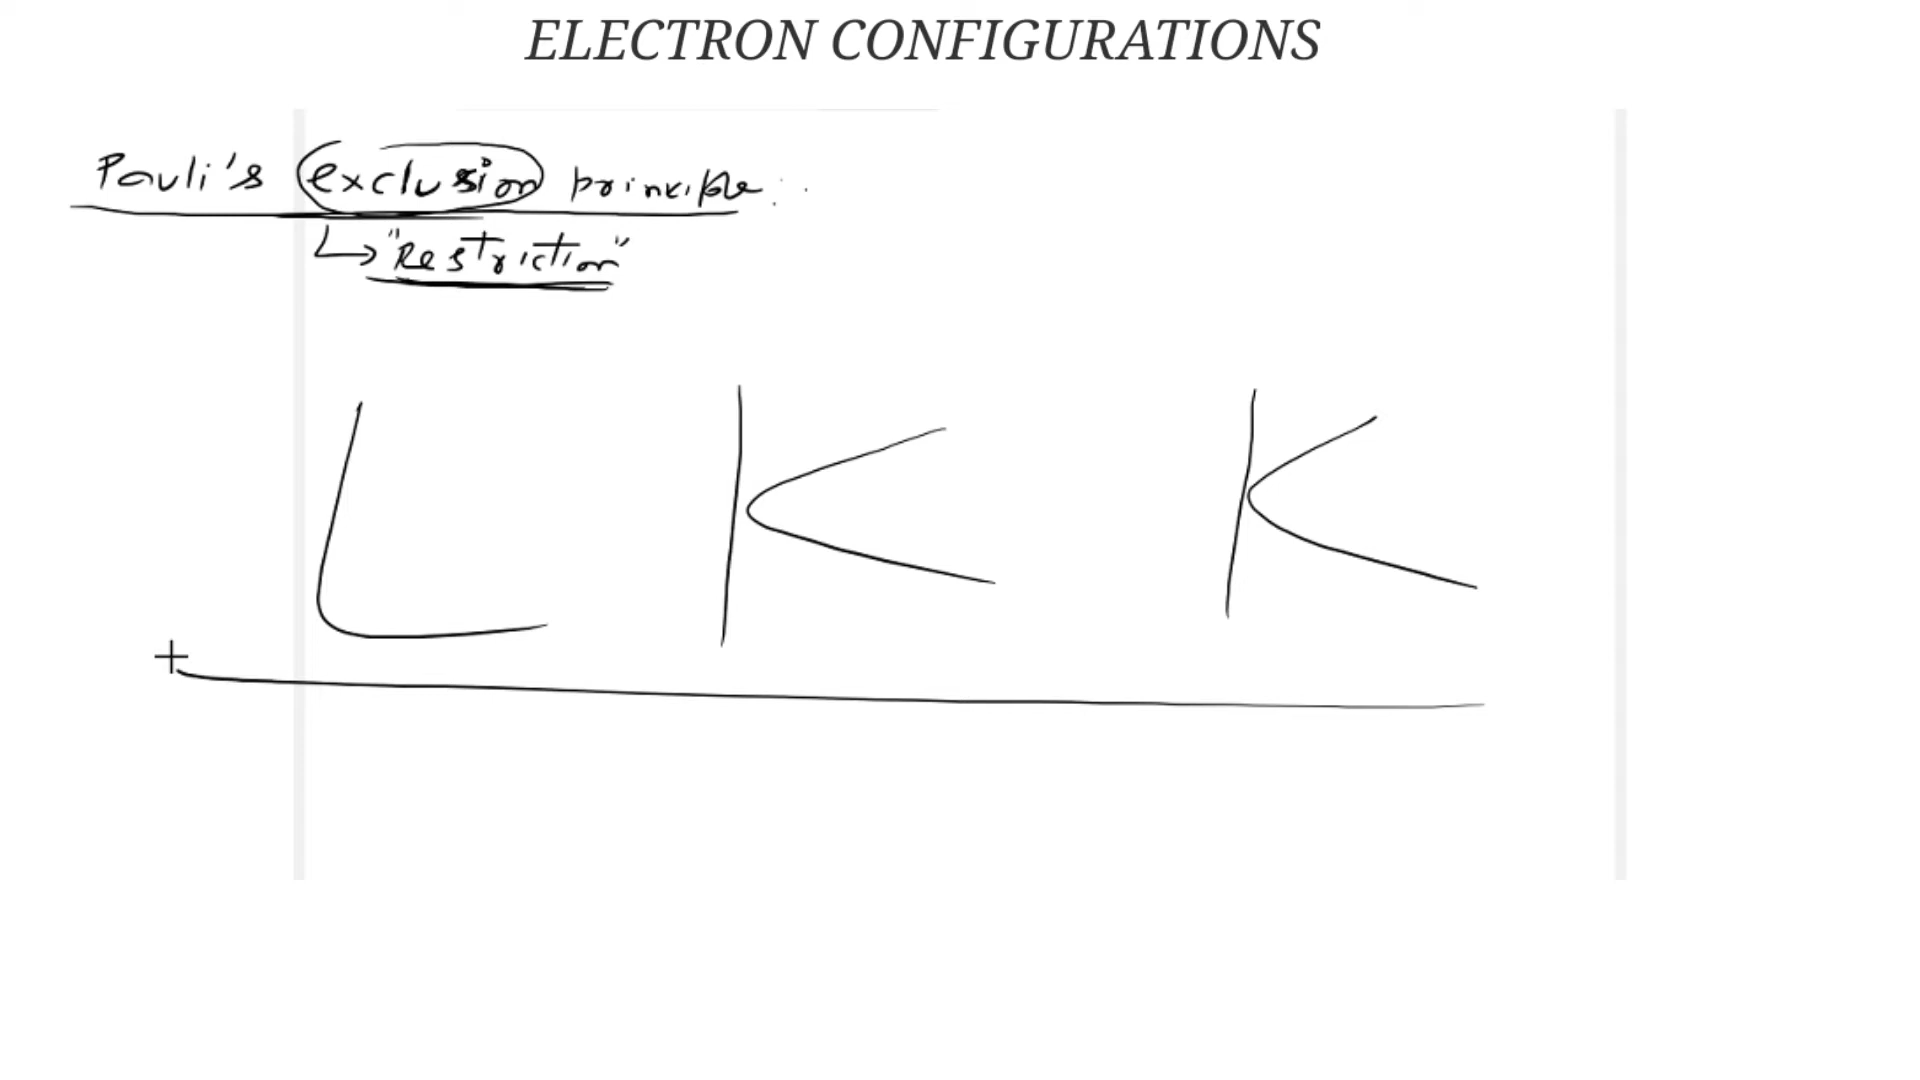 ELECTRON CONFIGURATIONS
Pauli's exclusion principle:
"Restriction"
L K K